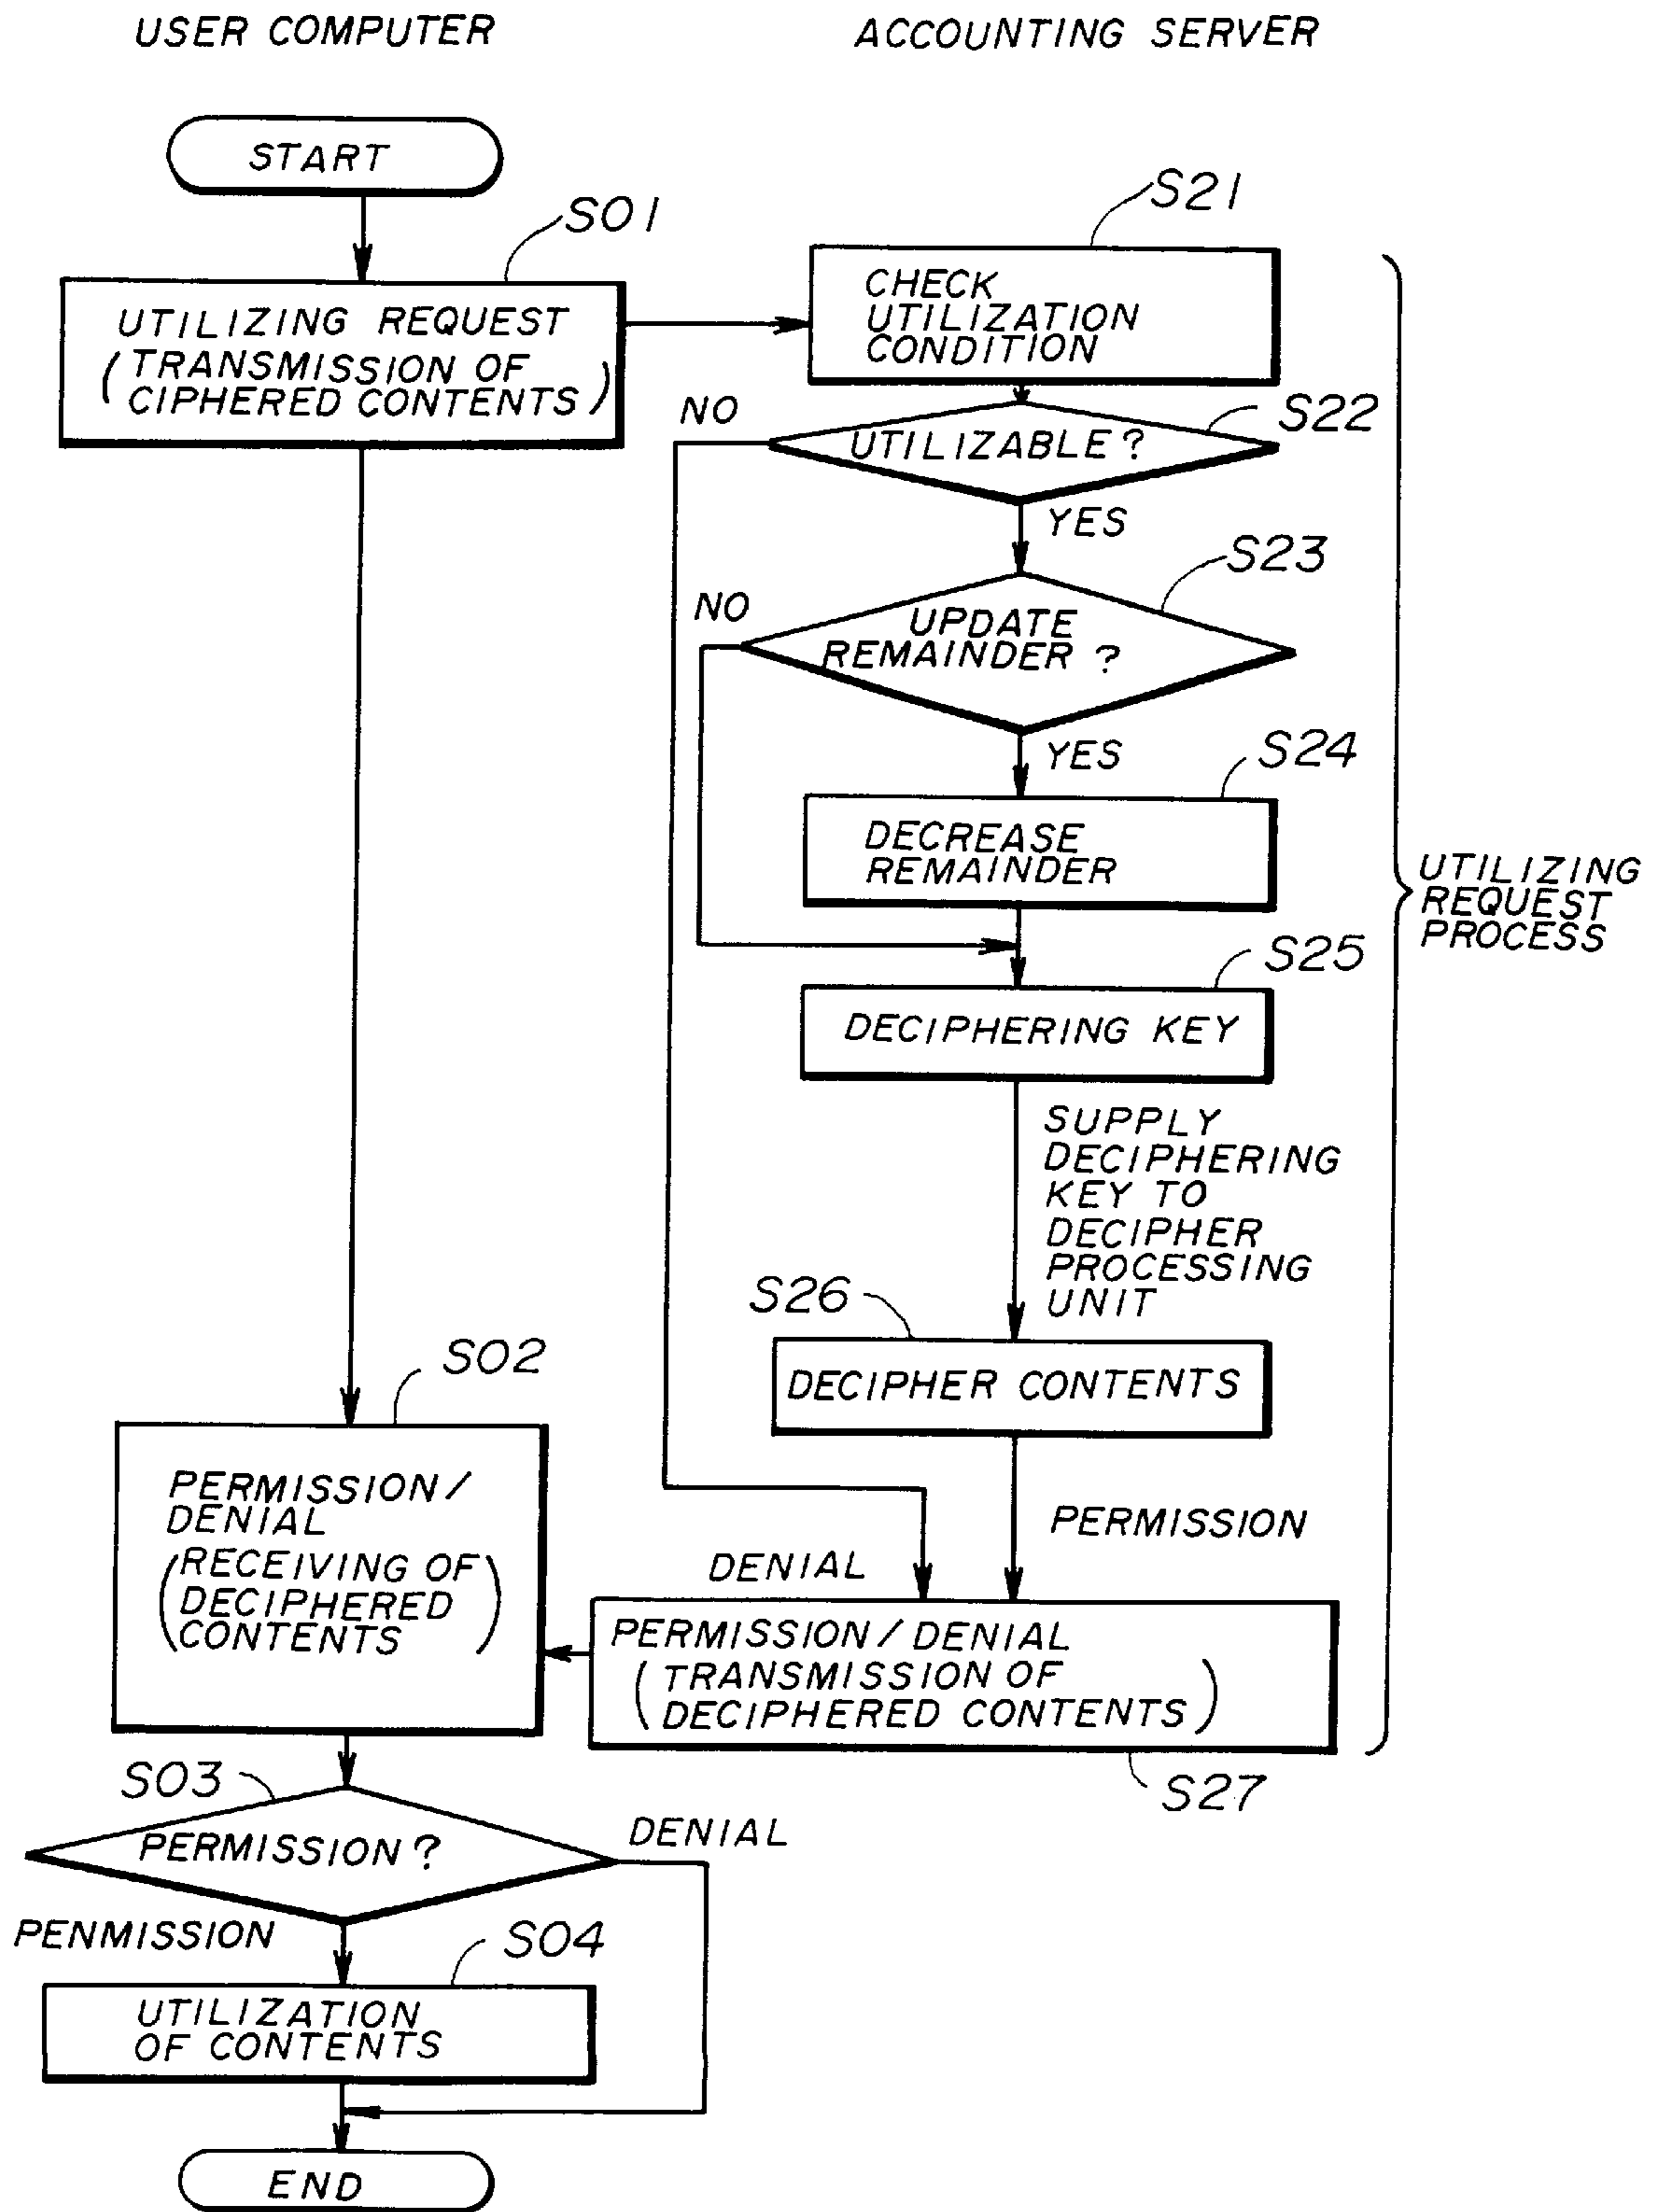 USER COMPUTER
ACCOUNTING SERVER
START
S01
UTILIZING REQUEST
(TRANSMISSION OF
CIPHERED CONTENTS)
S21
CHECK
UTILIZATION
CONDITION
NO
UTILIZABLE?
S22
YES
S23
NO
UPDATE
REMAINDER?
YES
S24
DECREASE
REMAINDER
UTILIZING
REQUEST
PROCESS
S25
DECIPHERING KEY
SUPPLY
DECIPHERING
KEY TO
DECIPHER
PROCESSING
UNIT
S26
DECIPHER CONTENTS
S02
PERMISSION/
DENIAL
(RECEIVING OF
DECIPHERED
CONTENTS)
PERMISSION
DENIAL
PERMISSION/DENIAL
(TRANSMISSION OF
DECIPHERED CONTENTS)
S27
S03
PERMISSION?
DENIAL
PENMISSION
S04
UTILIZATION
OF CONTENTS
END